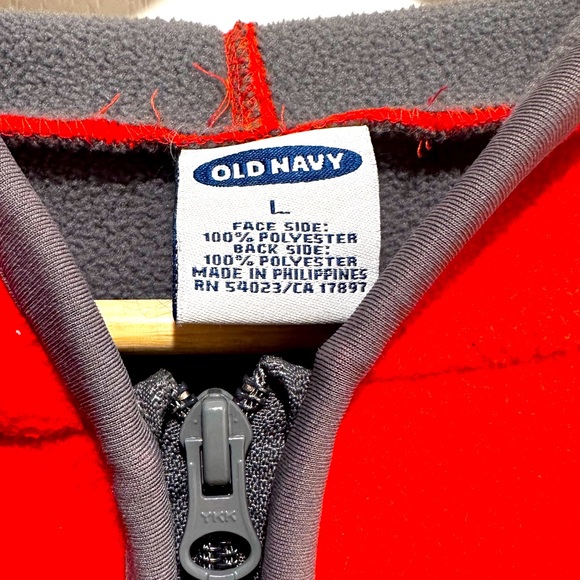 OLD NAVY
L
FACE SIDE:
100% POLYESTER
BACK SIDE:
100% POLYESTER
MADE IN PHILIPPINES
RN 54023/CA 17897
YKK